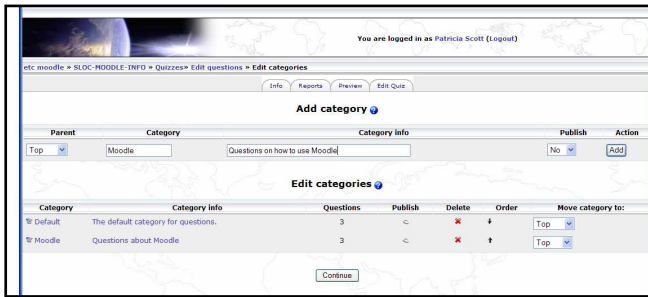 You are logged in as Patricia Scott (Logout)
etc moodle » SLOC-MOODLE-INFO » Quizzes» Edit questions » Edit categories
Info Reports Preview Edit Quiz
Add category
Parent Category Category info Publish Action
Top Moodle Questions on how to use Moodle No Add
Edit categories
Category Category info Questions Publish Delete Order Move category to:
Default The default category for questions. 3 Top
Moodle Questions about Moodle 3 Top
Continue